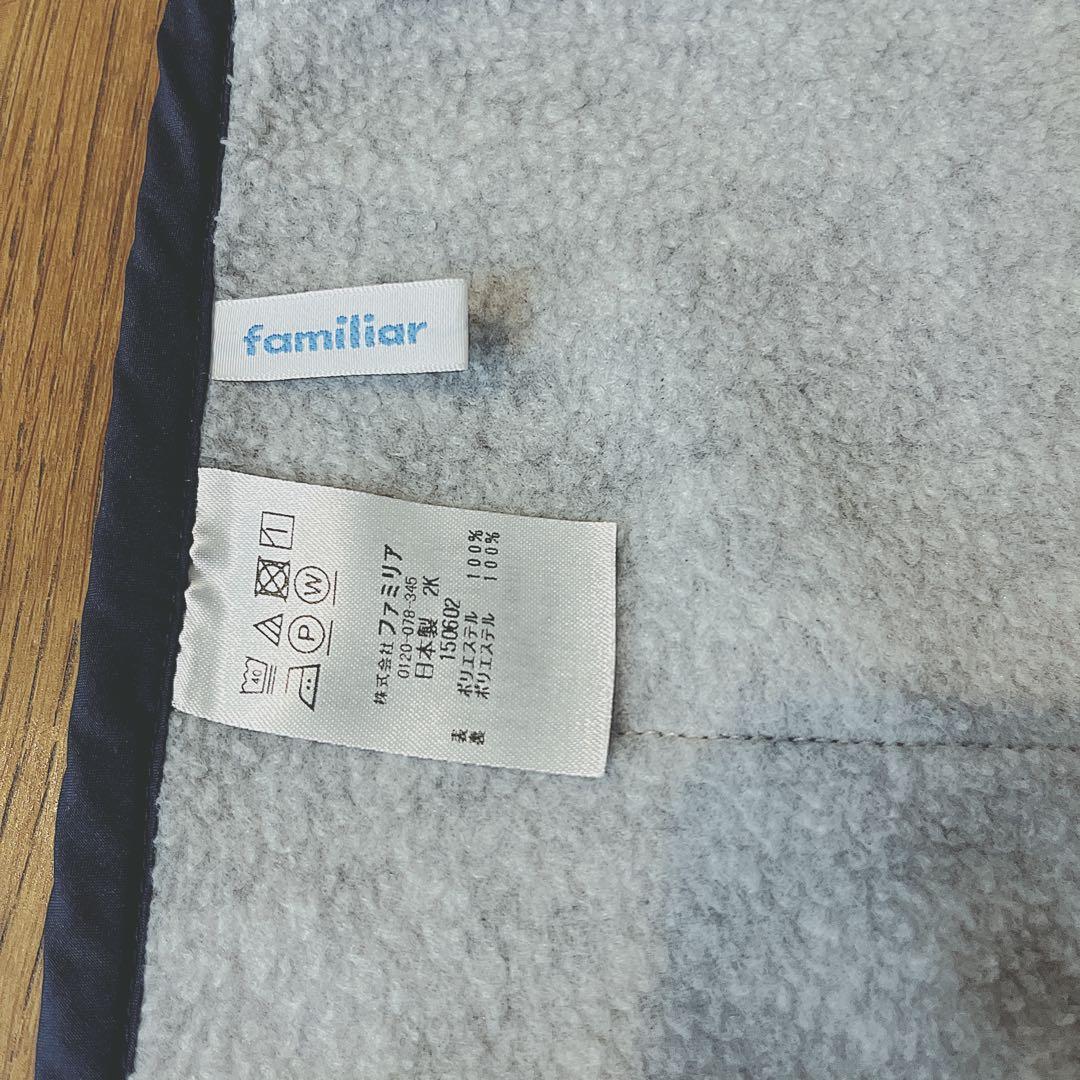 familiar
40
P
W
株式会社ファミリア
0120-078-345
日本製 2K
150602
表 ポリエステル 100%
裏 ポリエステル 100%